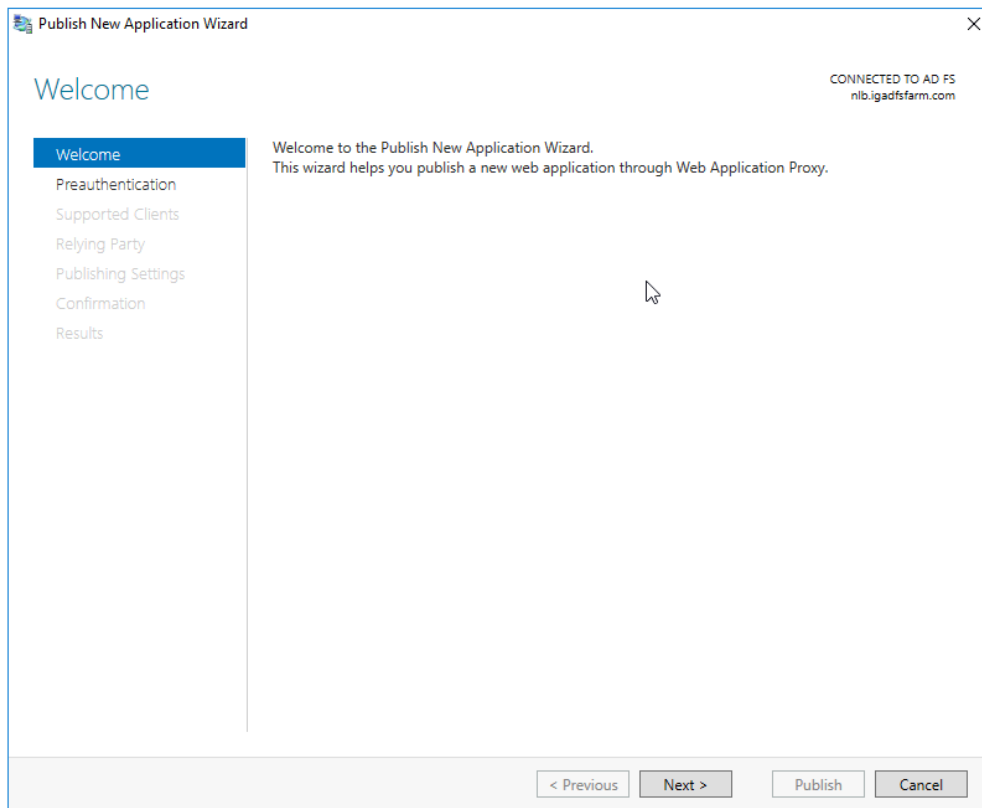 Publish New Application Wizard
Welcome
CONNECTED TO AD FS
nlb.igadfsfarm.com
Welcome
Preauthentication
Supported Clients
Relying Party
Publishing Settings
Confirmation
Results
Welcome to the Publish New Application Wizard.
This wizard helps you publish a new web application through Web Application Proxy.
< Previous
Next >
Publish
Cancel